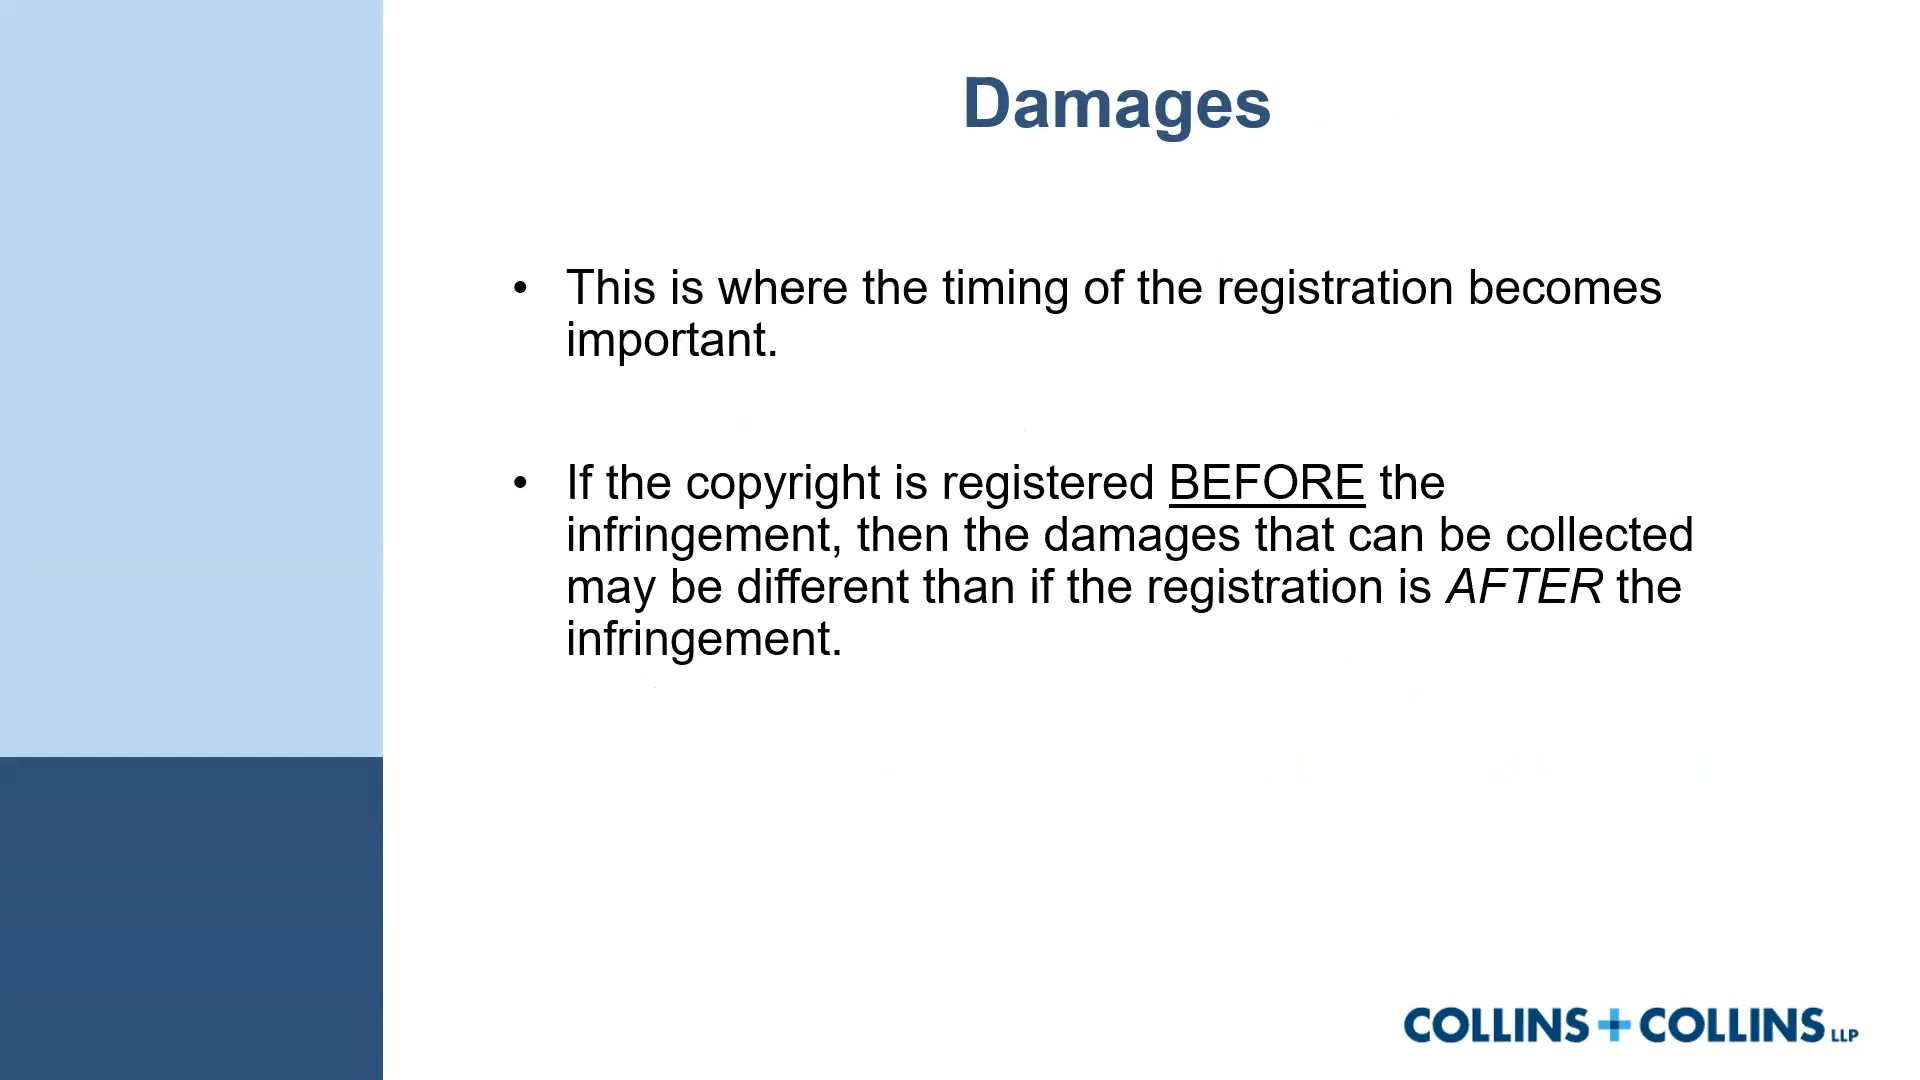 Damages
• This is where the timing of the registration becomes
important.
• If the copyright is registered BEFORE the
infringement, then the damages that can be collected
may be different than if the registration is AFTER the
infringement.
COLLINS + COLLINS LLP